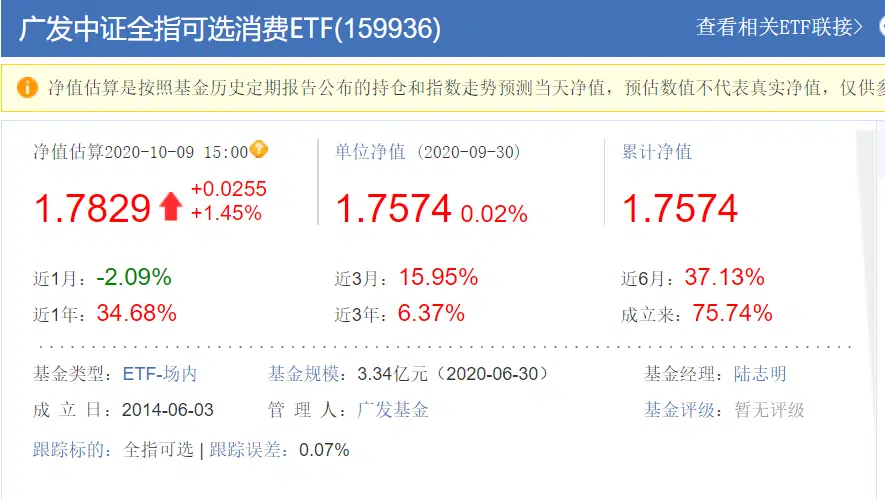 广发中证全指可选消费ETF(159936) 查看相关ETF联接>
净值估算是按照基金历史定期报告公布的持仓和指数走势预测当天净值，预估数值不代表真实净值，仅供
净值估算2020-10-09 15:00 单位净值 (2020-09-30) 累计净值
1.7829 +0.0255 +1.45% 1.7574 0.02% 1.7574
近1月：-2.09% 近3月：15.95% 近6月：37.13%
近1年：34.68% 近3年：6.37% 成立来：75.74%
基金类型：ETF-场内 基金规模：3.34亿元（2020-06-30） 基金经理：陆志明
成 立 日：2014-06-03 管 理 人：广发基金 基金评级：暂无评级
跟踪标的：全指可选 | 跟踪误差：0.07%